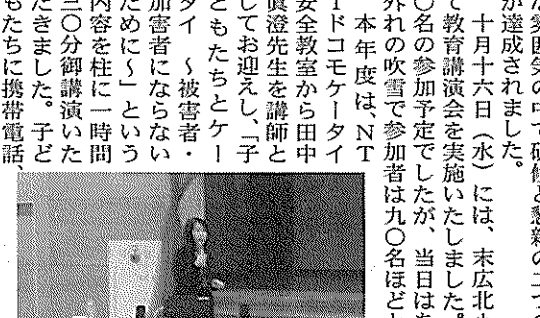 雰囲気の中で研修と懇親の二つの
が達成されました。
十月十六日（水）には、末広北
て教育講演会を実施いたしました。
〇名の参加予定でしたが、当日は
外れの吹雪で参加者は九〇名ほど
本年度は、NT
Tドコモケータイ
安全教室から田中
眞澄先生を講師と
してお迎えし、「子
どもたちとケー
タイ　～被害者・
加害者にならない
ために～」という
内容を柱に一時間
三〇分御講演いた
だきました。子ど
もたちに携帯電話、